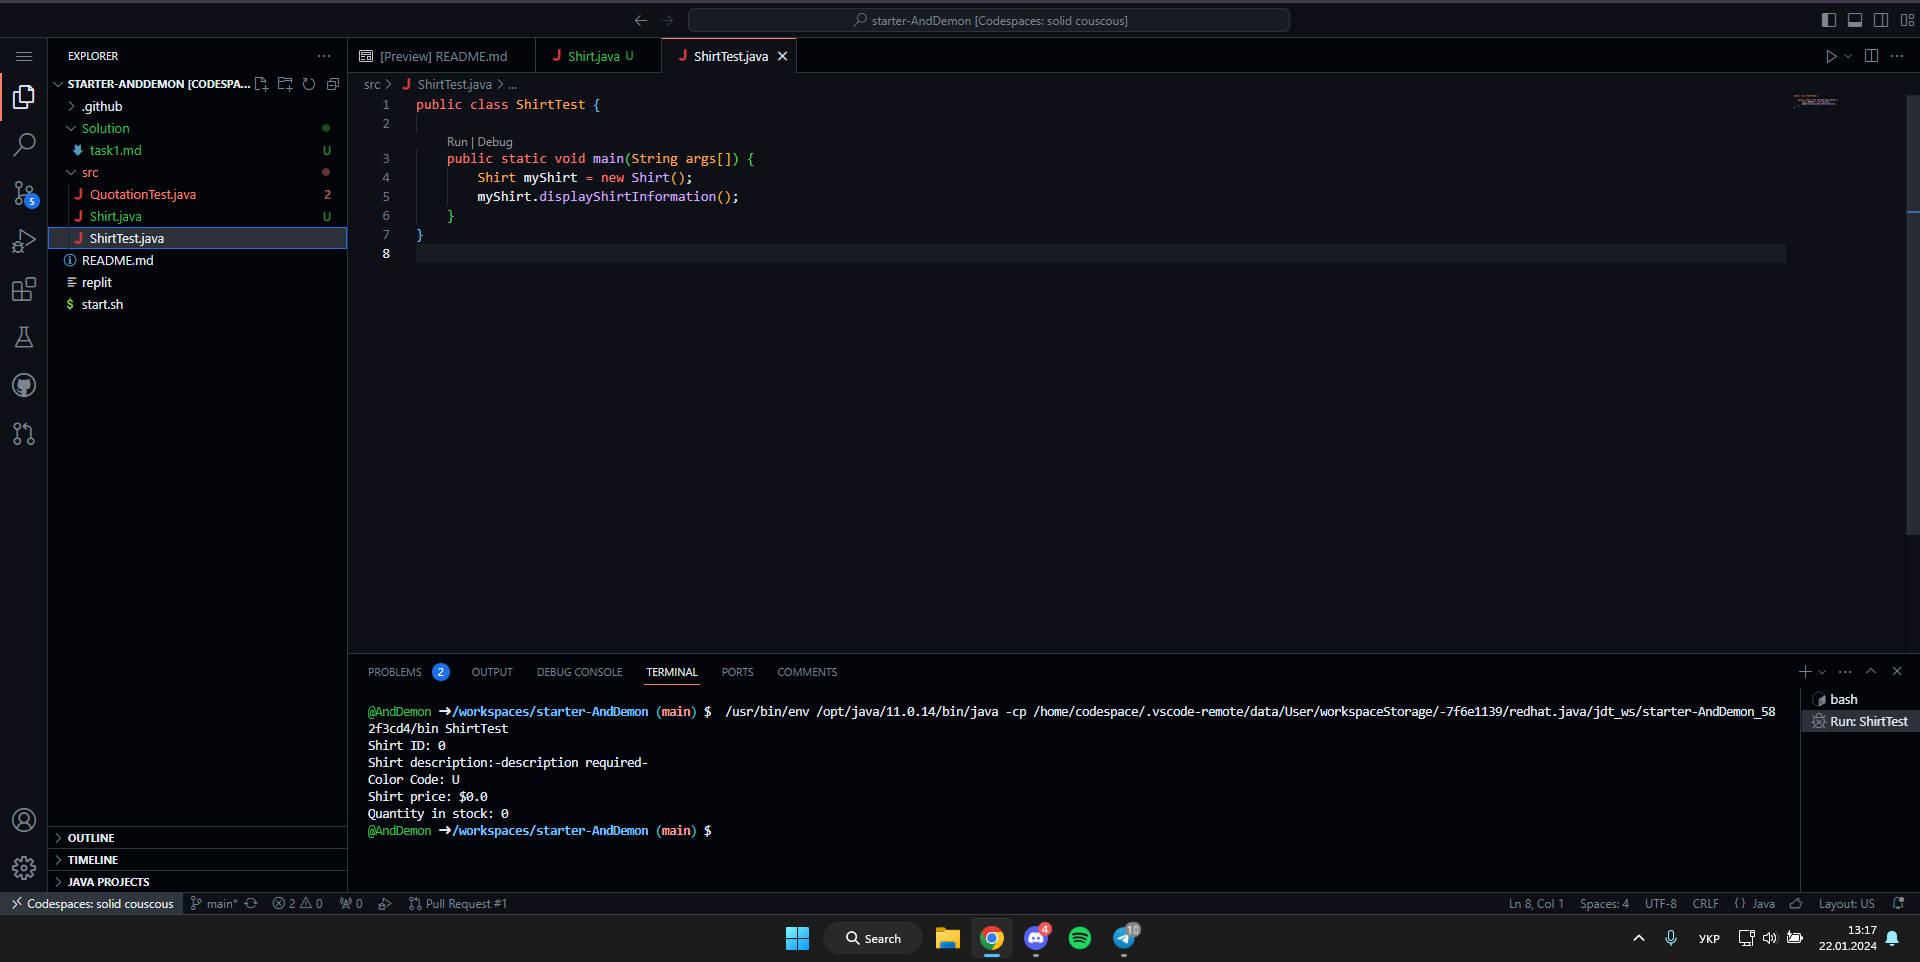 starter-AndDemon [Codespaces: solid couscous]
EXPLORER
STARTER-ANDDEMON [CODESPA...
.github
Solution
task1.md U
src
QuotationTest.java 2
Shirt.java U
ShirtTest.java
README.md
replit
$ start.sh
OUTLINE
TIMELINE
JAVA PROJECTS
5
[Preview] README.md
J Shirt.java U
J ShirtTest.java
src > J ShirtTest.java > ...
1 public class ShirtTest {
2
Run | Debug
3 public static void main(String args[]) {
4 Shirt myShirt = new Shirt();
5 myShirt.displayShirtInformation();
6 }
7 }
8
PROBLEMS 2 OUTPUT DEBUG CONSOLE TERMINAL PORTS COMMENTS
@AndDemon ➜/workspaces/starter-AndDemon (main) $ /usr/bin/env /opt/java/11.0.14/bin/java -cp /home/codespace/.vscode-remote/data/User/workspaceStorage/-7f6e1139/redhat.java/jdt_ws/starter-AndDemon_58
2f3cd4/bin ShirtTest
Shirt ID: 0
Shirt description:-description required-
Color Code: U
Shirt price: $0.0
Quantity in stock: 0
@AndDemon ➜/workspaces/starter-AndDemon (main) $
bash
Run: ShirtTest
Codespaces: solid couscous main* 2 0 0 Pull Request #1
Ln 8, Col 1 Spaces: 4 UTF-8 CRLF {} Java Layout: US
Search
4
10
УКР
13:17
22.01.2024